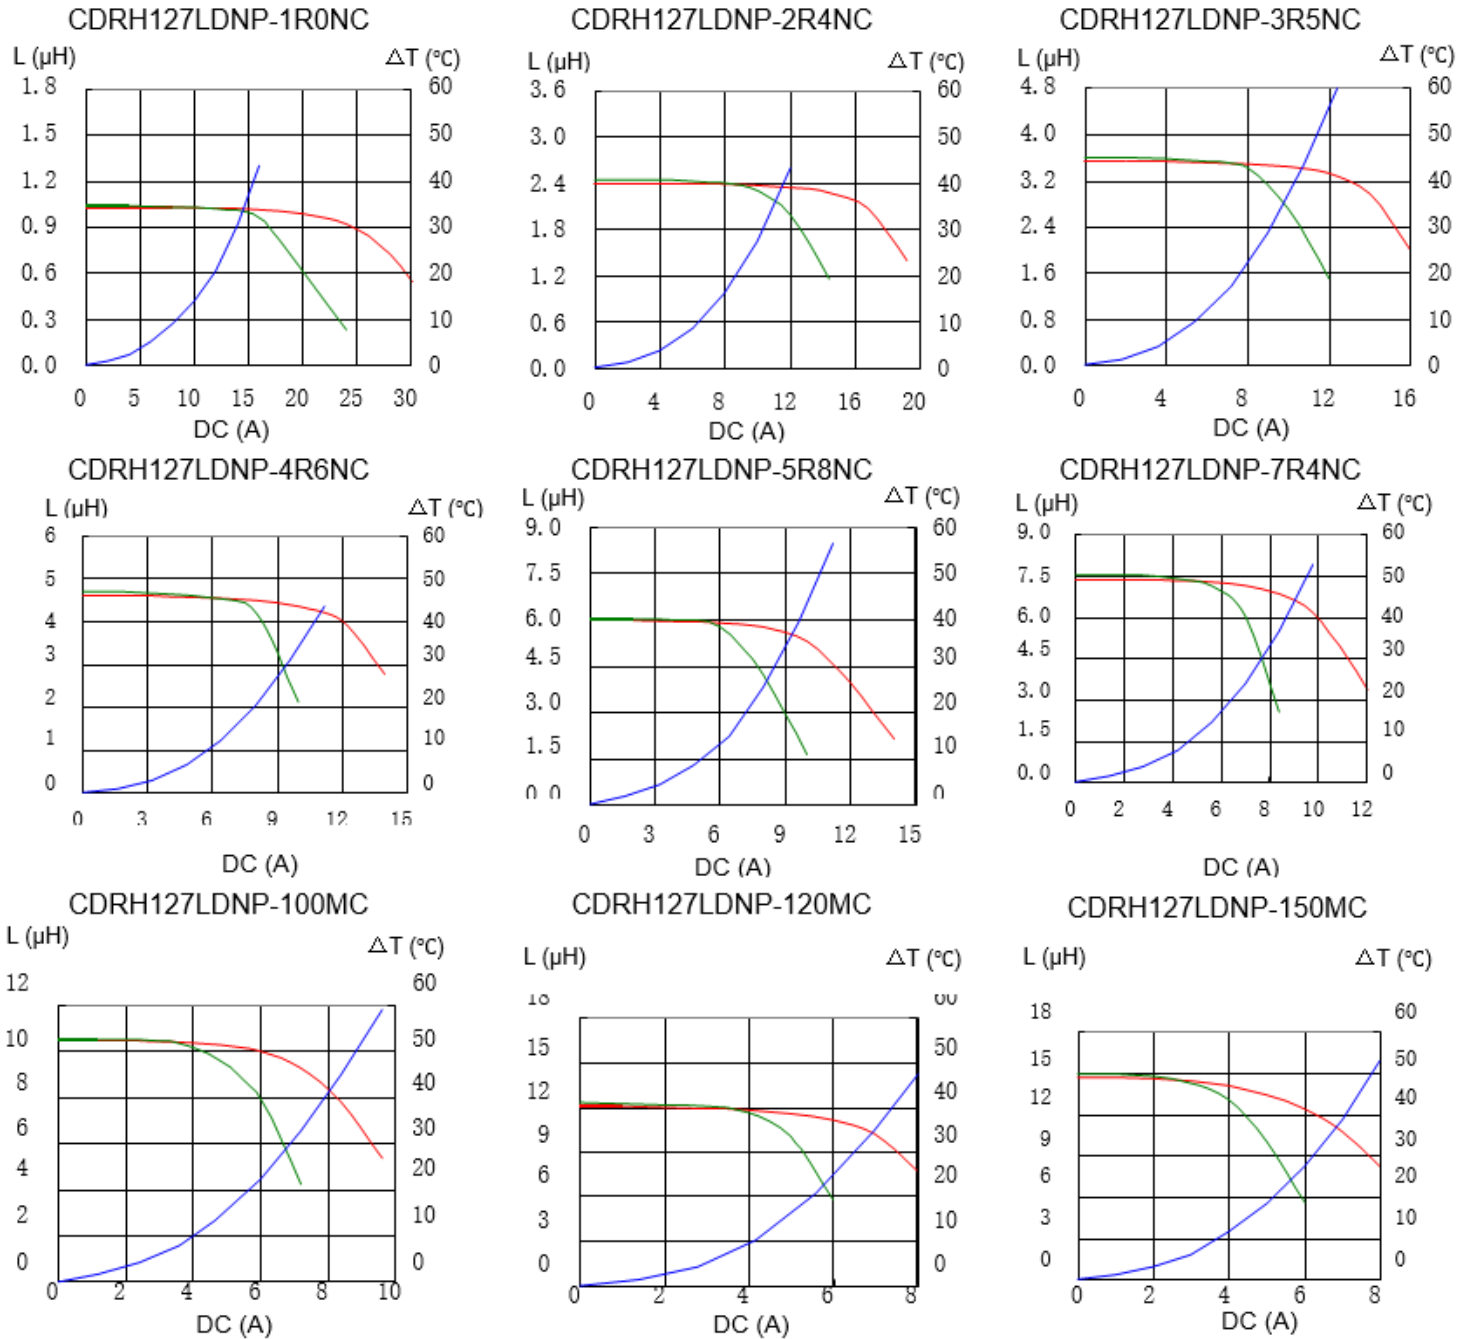 CDRH127LDNP-1R0NC
L (µH)
△T (℃)
1.8
1.5
1.2
0.9
0.6
0.3
0.0
60
50
40
30
20
10
0
0 5 10 15 20 25 30
DC (A)
CDRH127LDNP-2R4NC
L (µH)
△T (℃)
3.6
3.0
2.4
1.8
1.2
0.6
0.0
60
50
40
30
20
10
0
0 4 8 12 16 20
DC (A)
CDRH127LDNP-3R5NC
L (µH)
△T (℃)
4.8
4.0
3.2
2.4
1.6
0.8
0.0
60
50
40
30
20
10
0
0 4 8 12 16
DC (A)
CDRH127LDNP-4R6NC
L (µH)
△T (℃)
6
5
4
3
2
1
0
60
50
40
30
20
10
0
0 3 6 9 12 15
DC (A)
CDRH127LDNP-5R8NC
L (µH)
△T (℃)
9.0
7.5
6.0
4.5
3.0
1.5
0.0
60
50
40
30
20
10
0
0 3 6 9 12 15
DC (A)
CDRH127LDNP-7R4NC
L (µH)
△T (℃)
9.0
7.5
6.0
4.5
3.0
1.5
0.0
60
50
40
30
20
10
0
0 2 4 6 8 10 12
DC (A)
CDRH127LDNP-100MC
L (µH)
△T (℃)
12
10
8
6
4
2
0
60
50
40
30
20
10
0
0 2 4 6 8 10
DC (A)
CDRH127LDNP-120MC
L (µH)
△T (℃)
18
15
12
9
6
3
0
60
50
40
30
20
10
0
0 2 4 6 8
DC (A)
CDRH127LDNP-150MC
L (µH)
△T (℃)
18
15
12
9
6
3
0
60
50
40
30
20
10
0
0 2 4 6 8
DC (A)